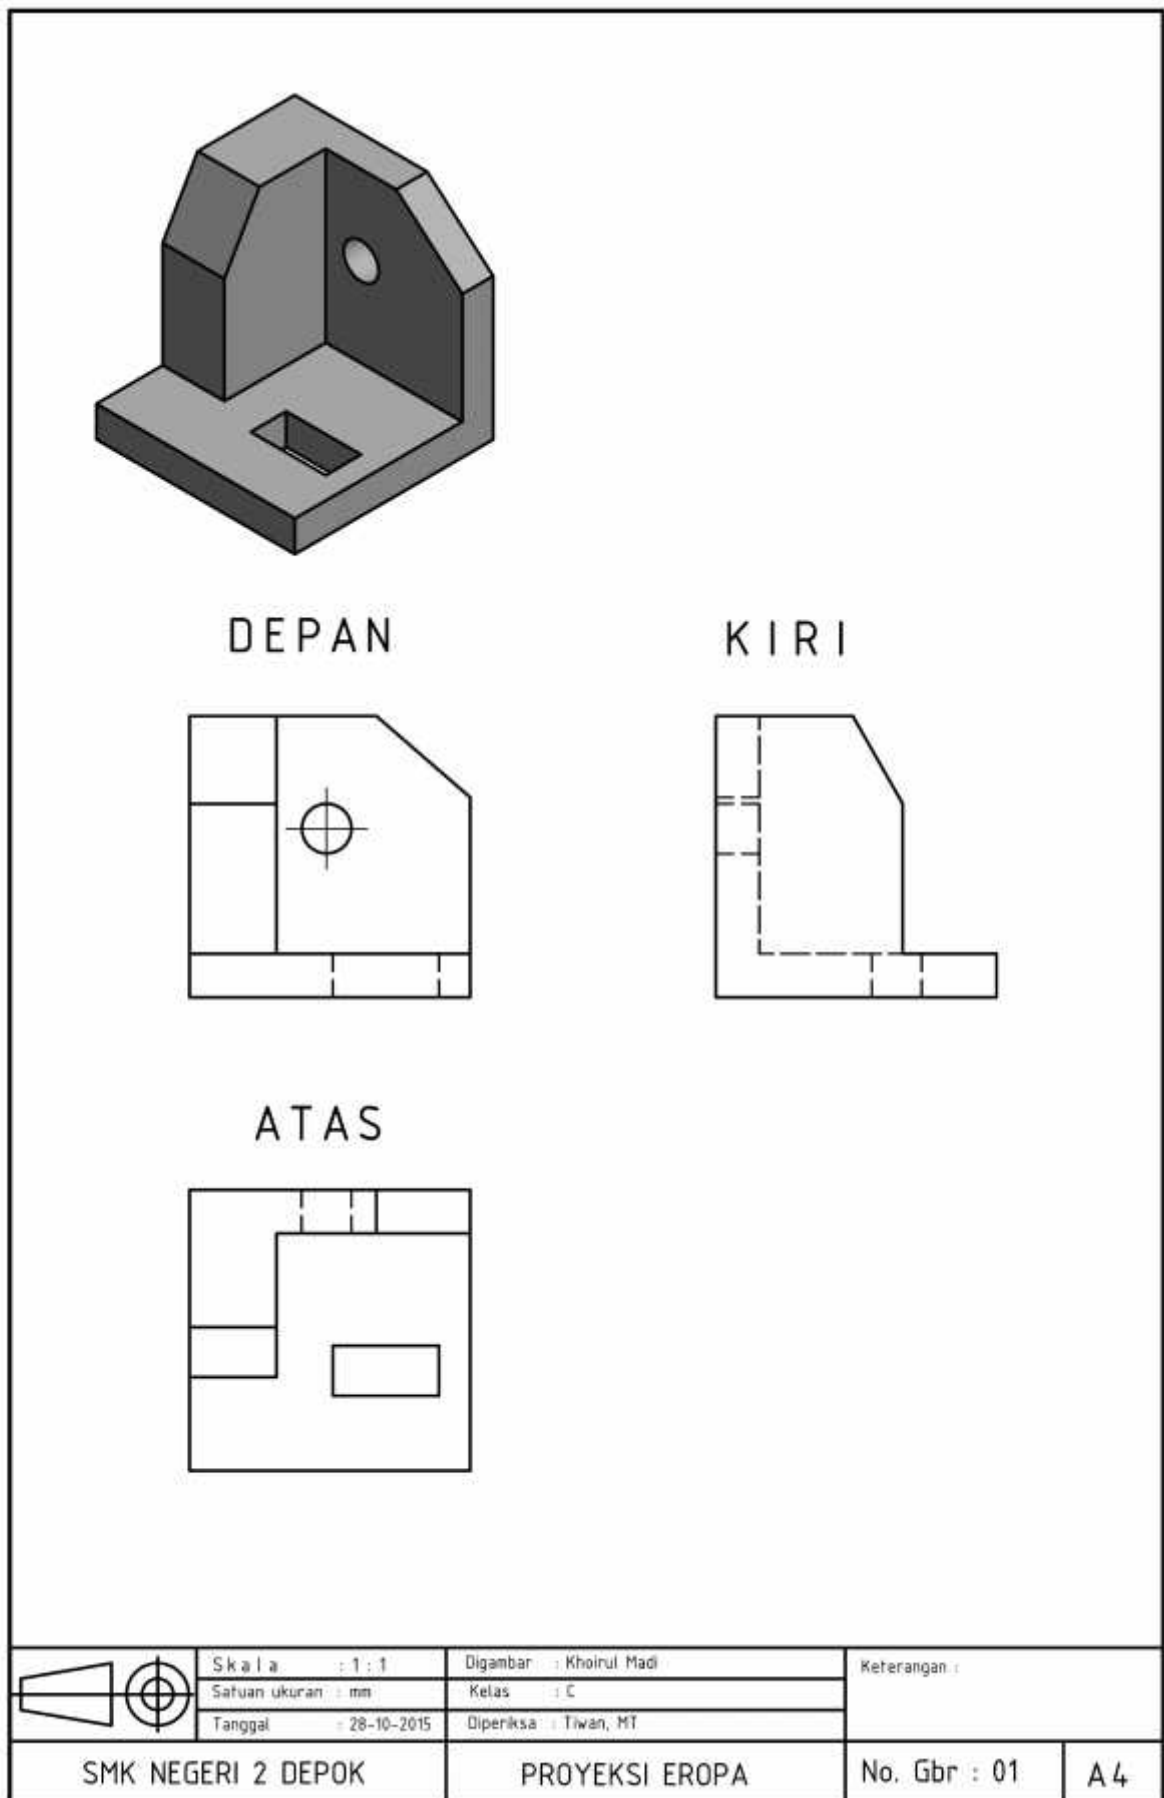 DEPAN
KIRI
ATAS
Skala : 1 : 1
Digambar : Khoirul Madi
Keterangan :
Satuan ukuran : mm
Kelas : C
Tanggal : 28-10-2015
Diperiksa : Tiwan, MT
SMK NEGERI 2 DEPOK
PROYEKSI EROPA
No. Gbr : 01
A4